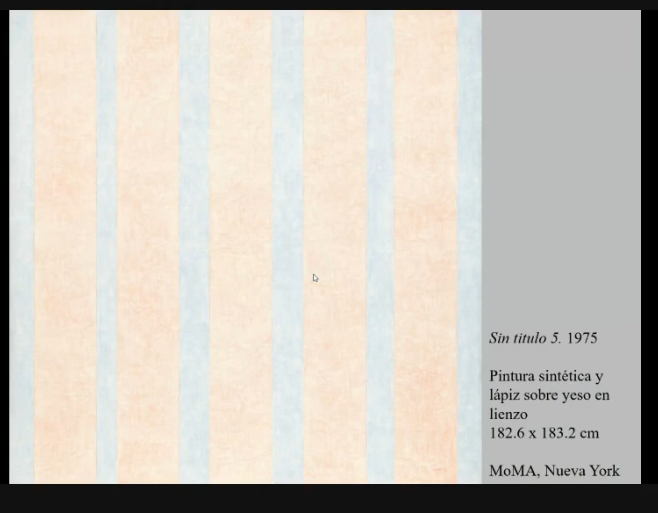 Sin titulo 5. 1975
Pintura sintética y
lápiz sobre yeso en
lienzo
182.6 x 183.2 cm
MoMA, Nueva York